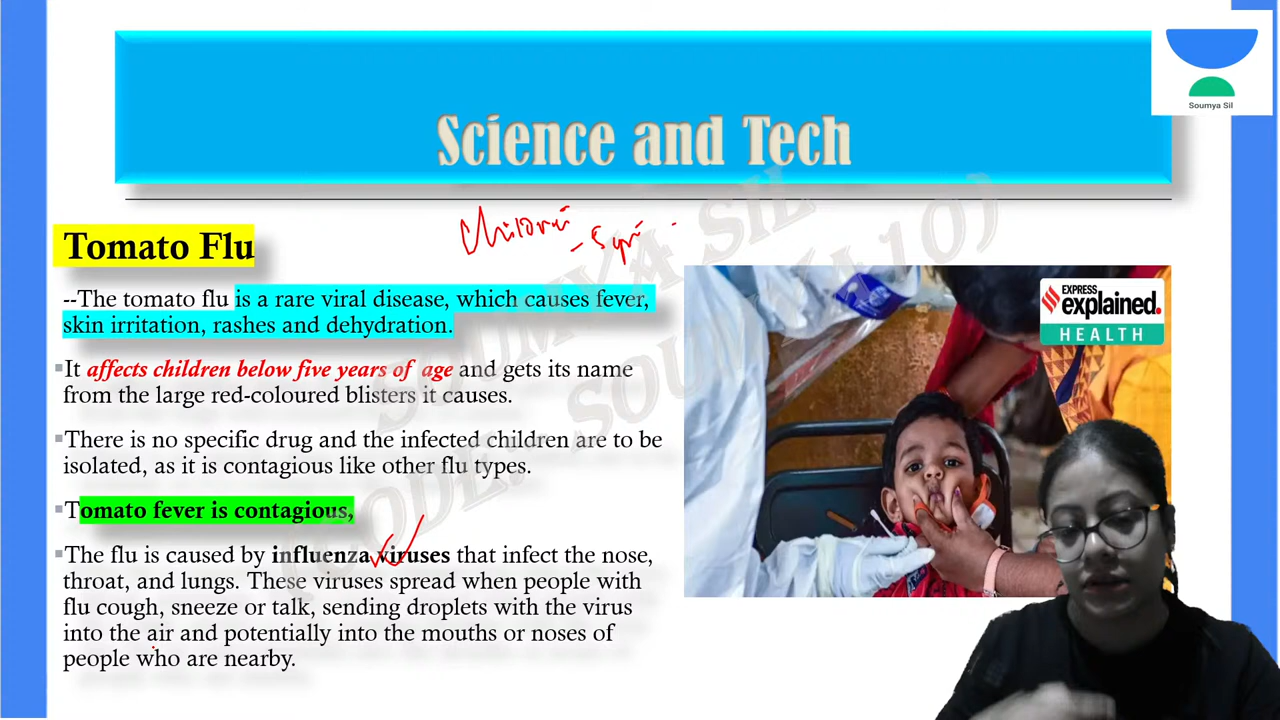 Soumya Sil
Science and Tech
Children
Tomato Flu
--The tomato flu is a rare viral disease, which causes fever,
skin irritation, rashes and dehydration.
EXPRESS
explained.
HEALTH
▪It affects children below five years of age and gets its name
from the large red-coloured blisters it causes.
▪There is no specific drug and the infected children are to be
isolated, as it is contagious like other flu types.
▪Tomato fever is contagious,
▪The flu is caused by influenza viruses that infect the nose,
throat, and lungs. These viruses spread when people with
flu cough, sneeze or talk, sending droplets with the virus
into the air and potentially into the mouths or noses of
people who are nearby.
SOUMYA SIL